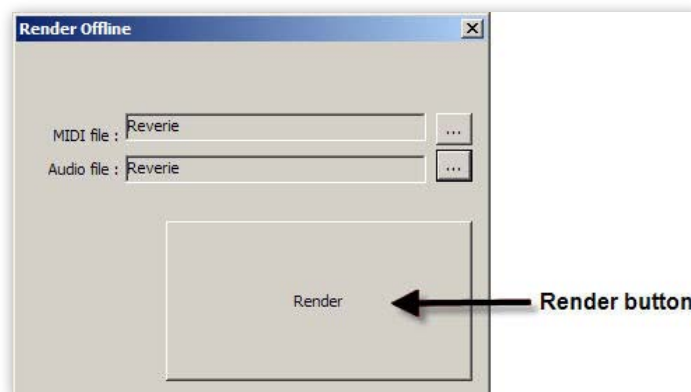 Render Offline
MIDI file : Reverie ...
Audio file : Reverie ...
Render
Render button